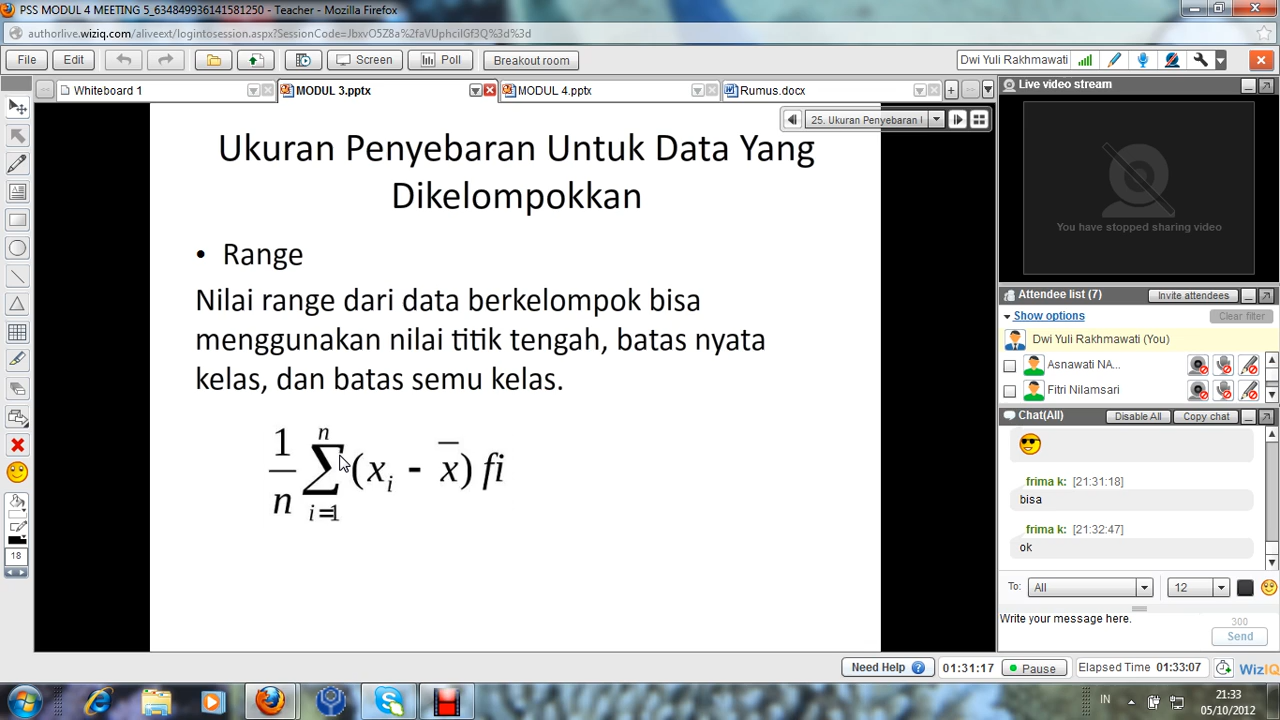 PSS MODUL 4 MEETING 5_634849936141581250 - Teacher - Mozilla Firefox
authorlive.wiziq.com/aliveext/logintosession.aspx?SessionCode=JbxvO5Z8a%2faVUphcilGf3Q%3d%3d
File Edit Screen Poll Breakout room Dwi Yuli Rakhmawati
Whiteboard 1 MODUL 3.pptx MODUL 4.pptx Rumus.docx
25. Ukuran Penyebaran
Ukuran Penyebaran Untuk Data Yang
Dikelompokkan
• Range
Nilai range dari data berkelompok bisa
menggunakan nilai titik tengah, batas nyata
kelas, dan batas semu kelas.
1/n n∑i=1 (xi - x̄) fi
18
Live video stream
You have stopped sharing video
Attendee list (7) Invite attendees
Show options Clear filter
Dwi Yuli Rakhmawati (You)
Asnawati NA...
Fitri Nilamsari
Chat(All) Disable All Copy chat
frima k: [21:31:18]
bisa
frima k: [21:32:47]
ok
To: All 12
Write your message here.
300
Send
Need Help ? 01:31:17 Pause Elapsed Time 01:33:07 WizIQ
IN 21:33
05/10/2012